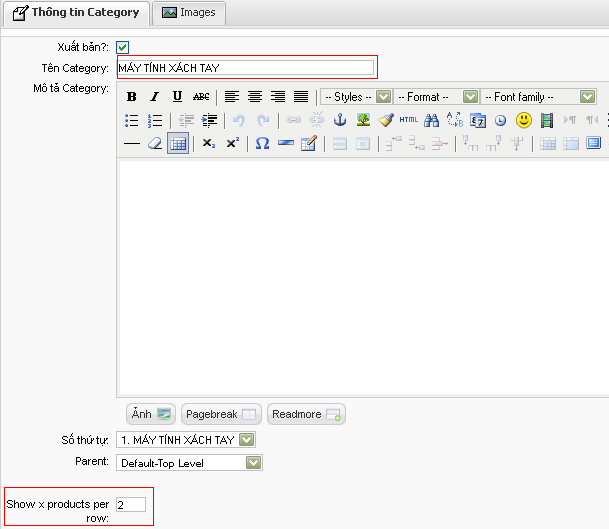 Thông tin Category
Images
Xuất bản?:
Tên Category: MÁY TÍNH XÁCH TAY
Mô tả Category:
B I U ABC -- Styles -- -- Format -- -- Font family --
HTML
Ảnh
Pagebreak
Readmore
Số thứ tự: 1. MÁY TÍNH XÁCH TAY
Parent: Default-Top Level
Show x products per 2
row: